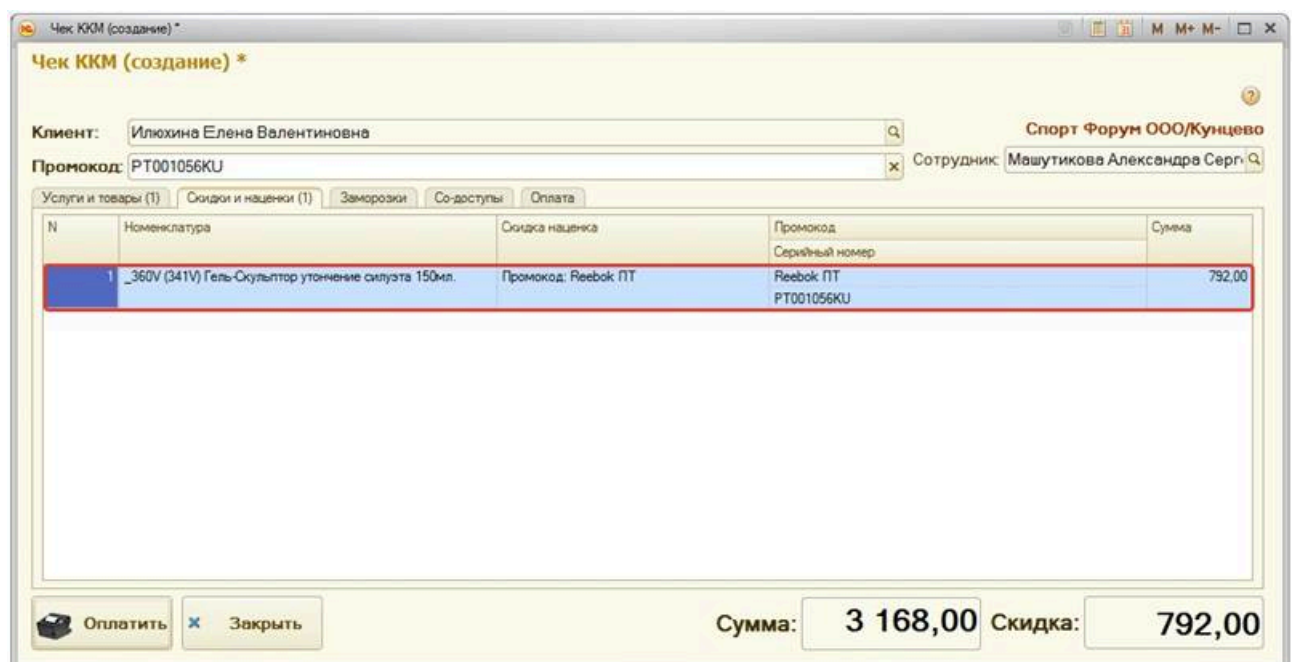 Чек ККМ (создание) *
M M+ M-
Чек ККМ (создание) *
Клиент: Илюхина Елена Валентиновна
Спорт Форум ООО/Кунцево
Промокод: PT001056KU
Сотрудник: Машутикова Александра Серг
Услуги и товары (1) Скидки и наценки (1) Заморозки Со-доступы Оплата
N Номенклатура Скидка наценка Промокод Сумма
Серийный номер
1 _360V (341V) Гель-Скульптор утончение силуэта 150мл. Промокод: Reebok ПТ Reebok ПТ 792,00
PT001056KU
Оплатить Закрыть Сумма: 3 168,00 Скидка: 792,00